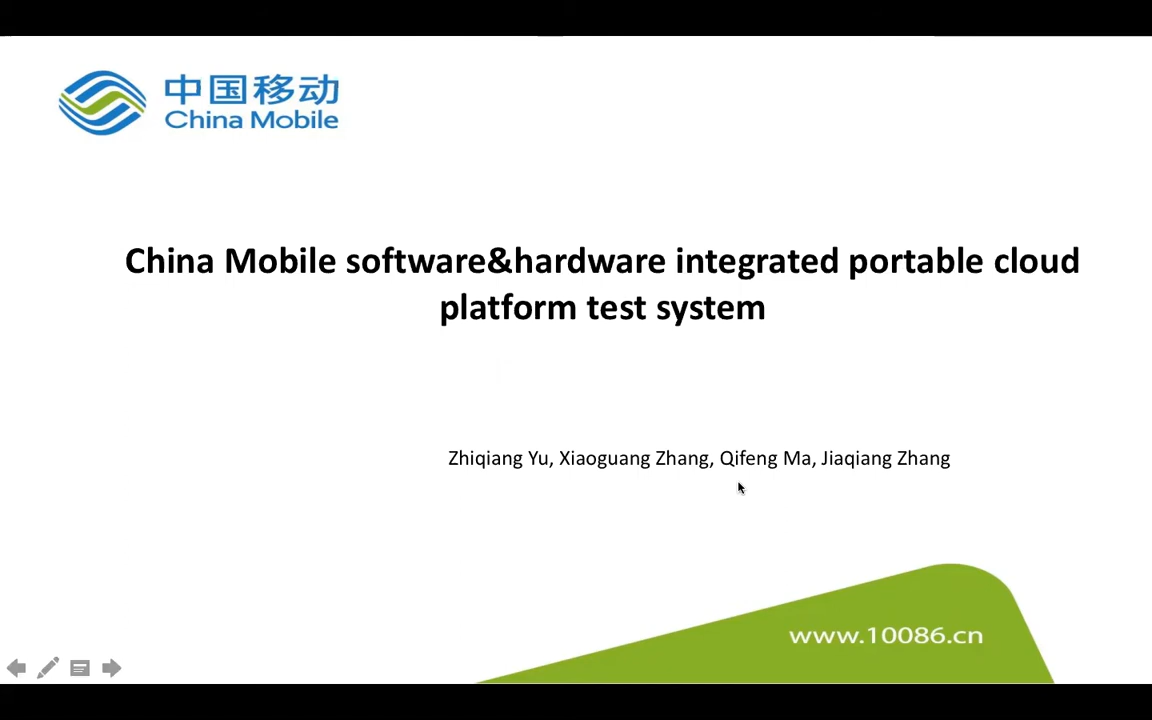 中国移动
China Mobile
China Mobile software&hardware integrated portable cloud
platform test system
Zhiqiang Yu, Xiaoguang Zhang, Qifeng Ma, Jiaqiang Zhang
www.10086.cn